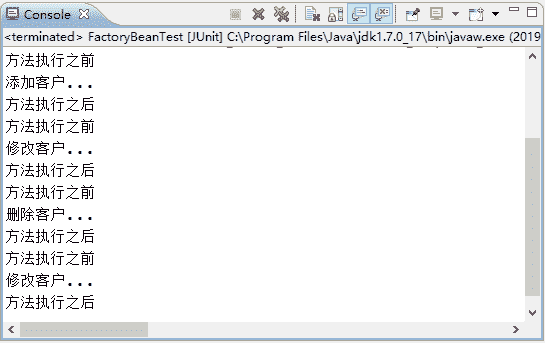 Console
<terminated> FactoryBeanTest [JUnit] C:\Program Files\Java\jdk1.7.0_17\bin\javaw.exe (2019
方法执行之前
添加客户...
方法执行之后
方法执行之前
修改客户...
方法执行之后
方法执行之前
删除客户...
方法执行之后
方法执行之前
修改客户...
方法执行之后